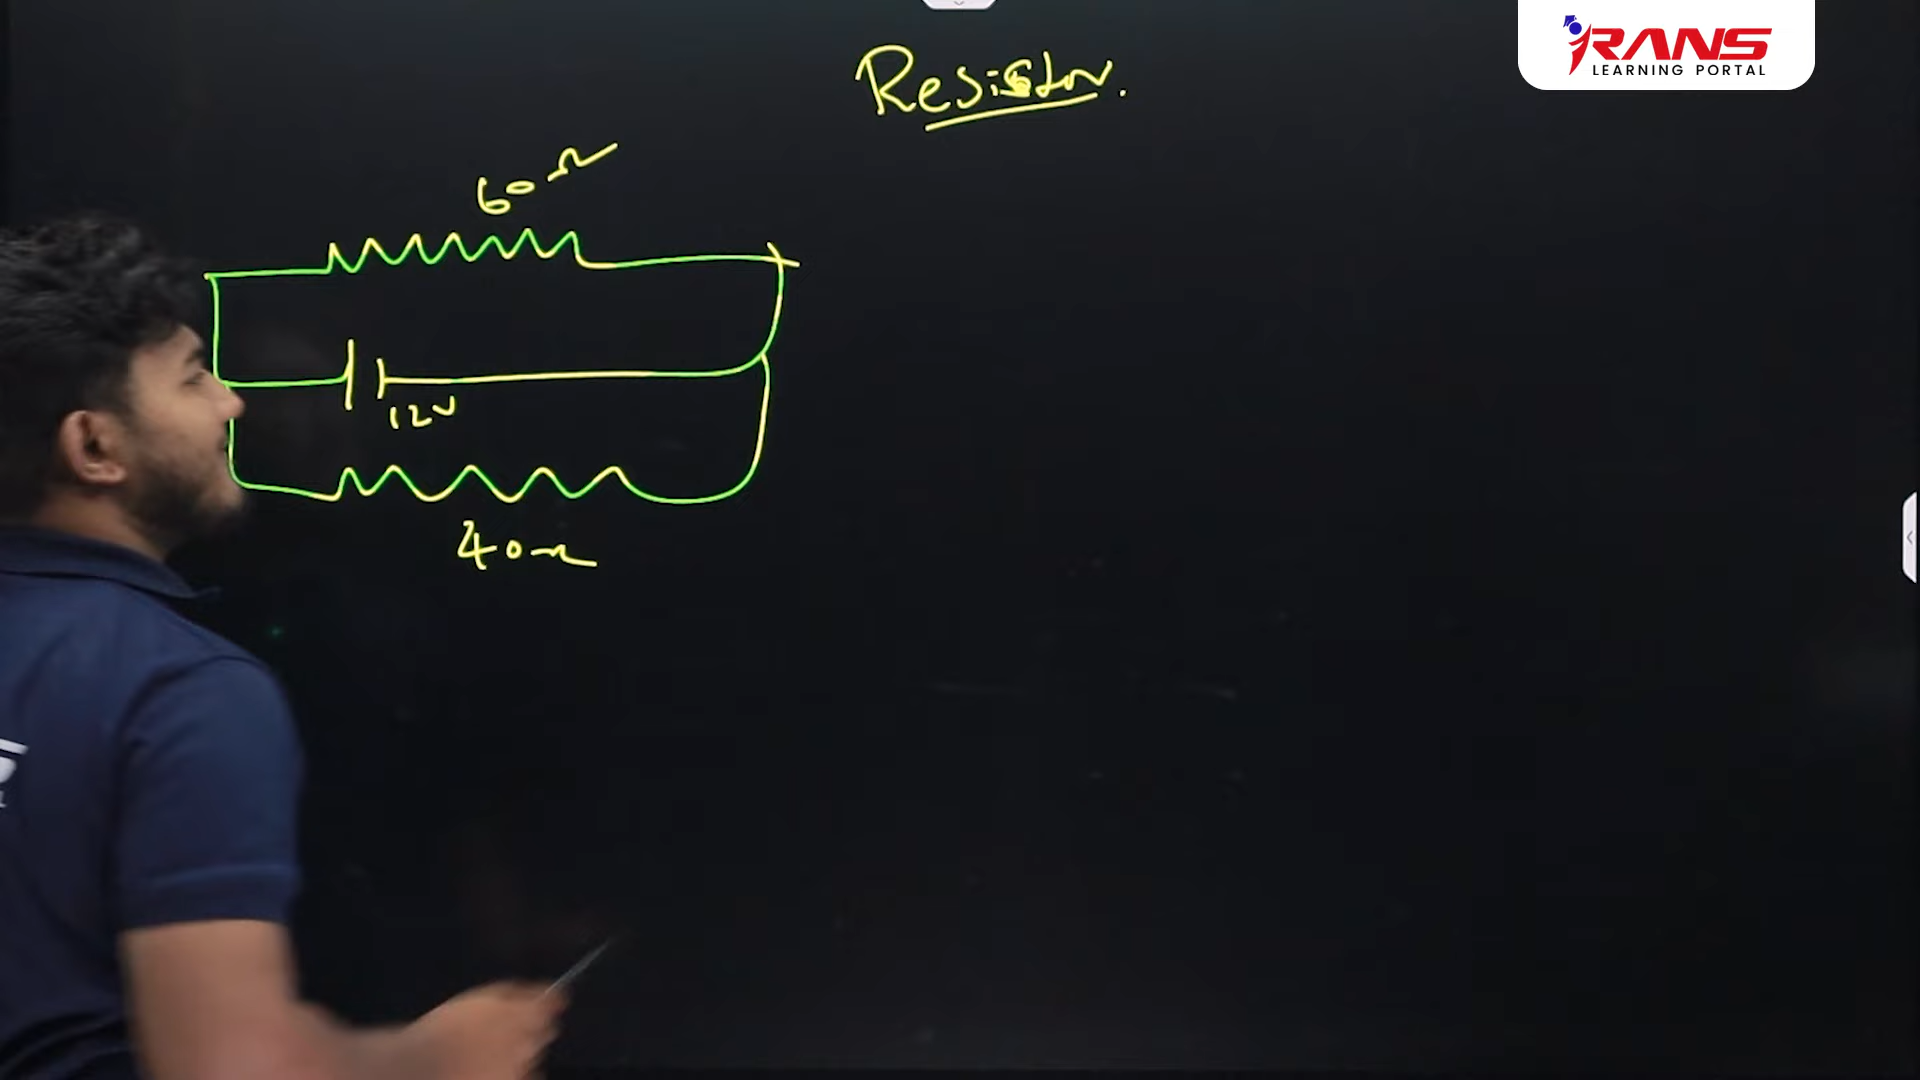 RANS
LEARNING PORTAL
Resistor.
60Ω
12V
40Ω